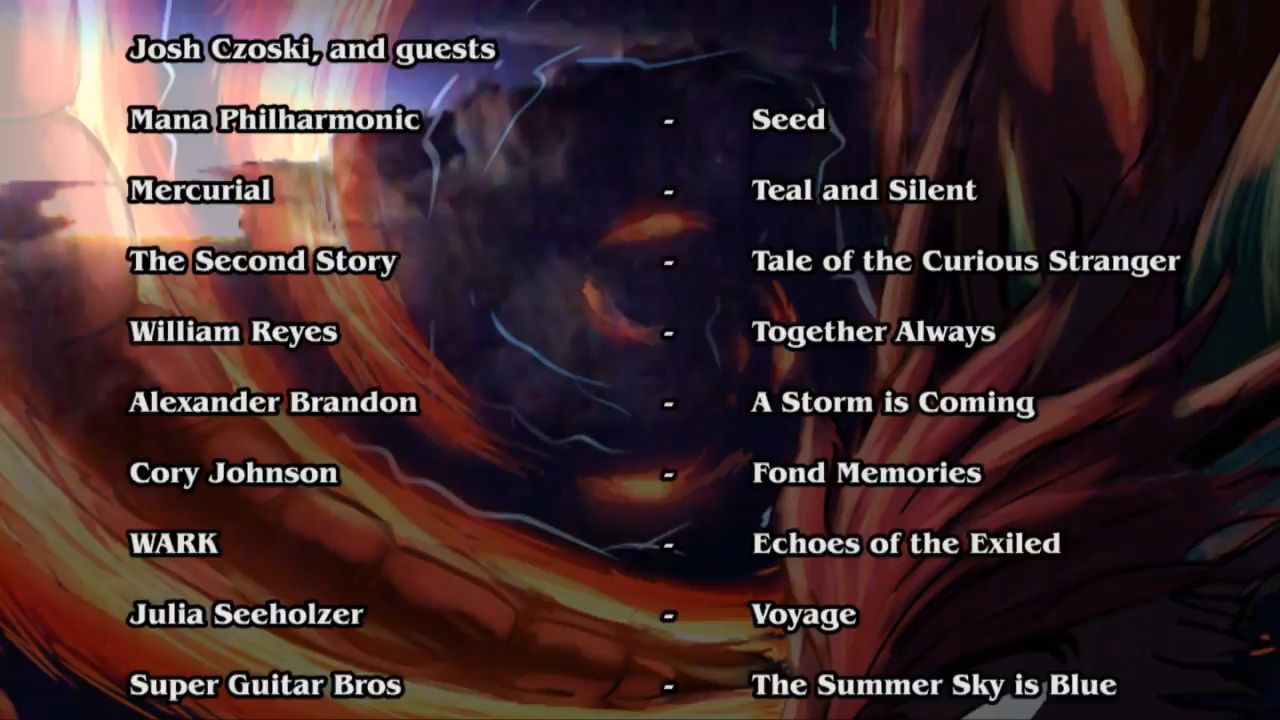 Josh Czoski, and guests
Mana Philharmonic - Seed
Mercurial - Teal and Silent
The Second Story - Tale of the Curious Stranger
William Reyes - Together Always
Alexander Brandon - A Storm is Coming
Cory Johnson - Fond Memories
WARK - Echoes of the Exiled
Julia Seeholzer - Voyage
Super Guitar Bros - The Summer Sky is Blue